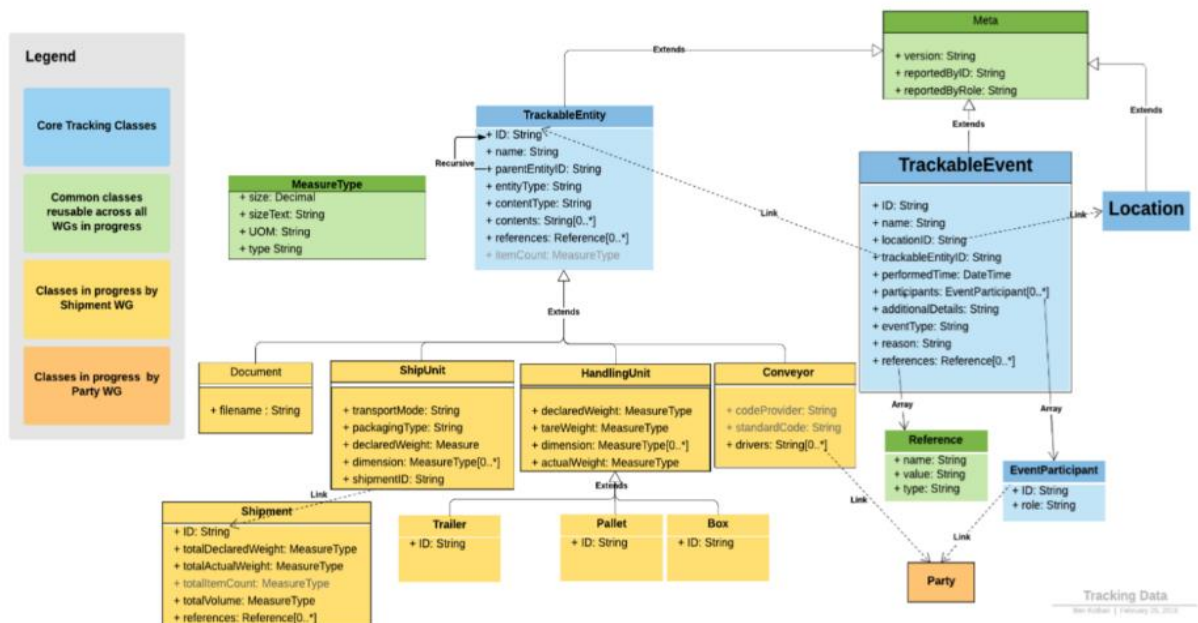 Legend
Core Tracking Classes
Common classes
reusable across all
WGs in progress
Classes in progress by
Shipment WG
Classes in progress by
Party WG
Meta
+ version: String
+ reportedByID: String
+ reportedByRole: String
Extends
Extends
Extends
TrackableEntity
+ ID: String
+ name: String
+ parentEntityID: String
+ entityType: String
+ contentType: String
+ contents: String[0..*]
+ references: Reference[0..*]
+ itemCount: MeasureType
Recursive
MeasureType
+ size: Decimal
+ sizeText: String
+ UOM: String
+ type String
Link
TrackableEvent
+ ID: String
+ name: String
+ locationID: String
+ trackableEntityID: String
+ performedTime: DateTime
+ participants: EventParticipant[0..*]
+ additionalDetails: String
+ eventType: String
+ reason: String
+ references: Reference[0..*]
Link
Location
Extends
Document
+ filename : String
ShipUnit
+ transportMode: String
+ packagingType: String
+ declaredWeight: Measure
+ dimension: MeasureType[0..*]
+ shipmentID: String
HandlingUnit
+ declaredWeight: MeasureType
+ tareWeight: MeasureType
+ dimension: MeasureType[0..*]
+ actualWeight: MeasureType
Conveyor
+ codeProvider: String
+ standardCode: String
+ drivers: String[0..*]
Array
Array
Reference
+ name: String
+ value: String
+ type: String
EventParticipant
+ ID: String
+ role: String
Link
Extends
Link
Link
Shipment
+ ID: String
+ totalDeclaredWeight: MeasureType
+ totalActualWeight: MeasureType
+ totalItemCount: MeasureType
+ totalVolume: MeasureType
+ references: Reference[0..*]
Trailer
+ ID: String
Pallet
+ ID: String
Box
+ ID: String
Party
Tracking Data